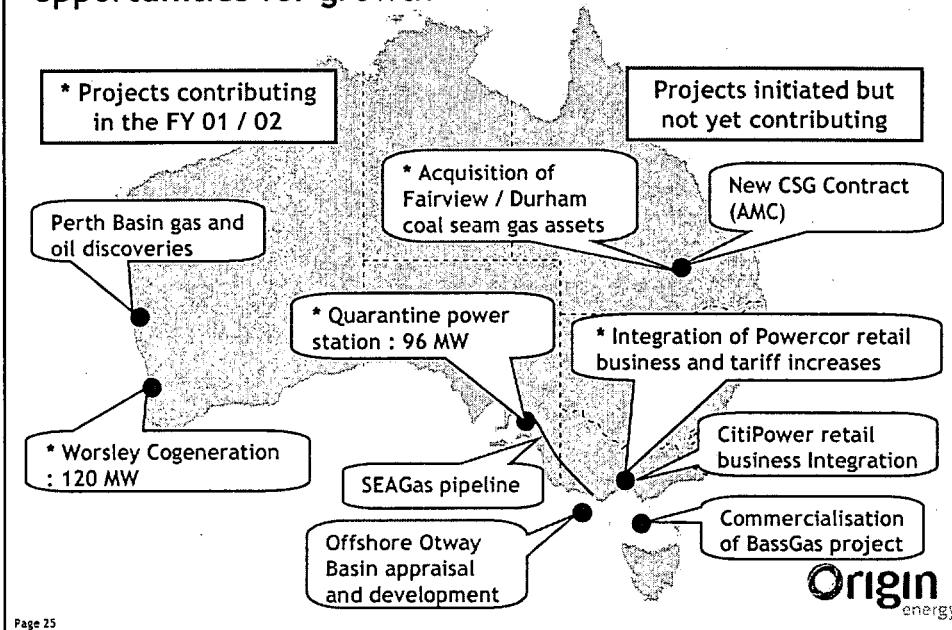 opportunities for growth
* Projects contributing
in the FY 01 / 02
Projects initiated but
not yet contributing
* Acquisition of
Fairview / Durham
coal seam gas assets
New CSG Contract
(AMC)
Perth Basin gas and
oil discoveries
* Quarantine power
station : 96 MW
* Integration of Powercor retail
business and tariff increases
* Worsley Cogeneration
: 120 MW
SEAGas pipeline
CitiPower retail
business Integration
Offshore Otway
Basin appraisal
and development
Commercialisation
of BassGas project
Origin
energy
Page 25